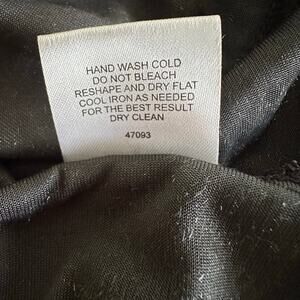 HAND WASH COLD
DO NOT BLEACH
RESHAPE AND DRY FLAT
COOL IRON AS NEEDED
FOR THE BEST RESULT
DRY CLEAN
47093